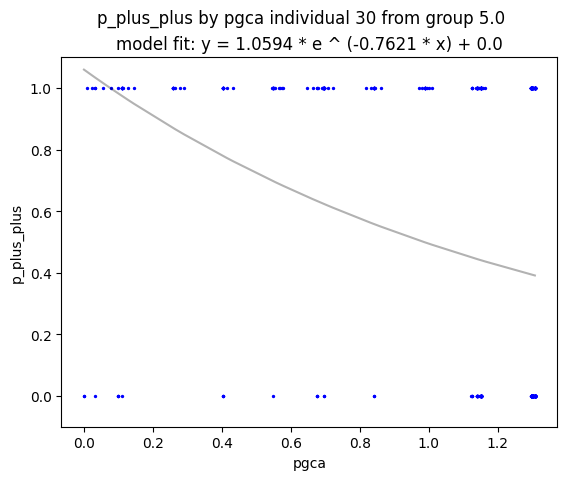 p_plus_plus by pgca individual 30 from group 5.0
model fit: y = 1.0594 * e ^ (-0.7621 * x) + 0.0
1.0
0.8
0.6
0.4
0.2
0.0
p_plus_plus
0.0 0.2 0.4 0.6 0.8 1.0 1.2
pgca